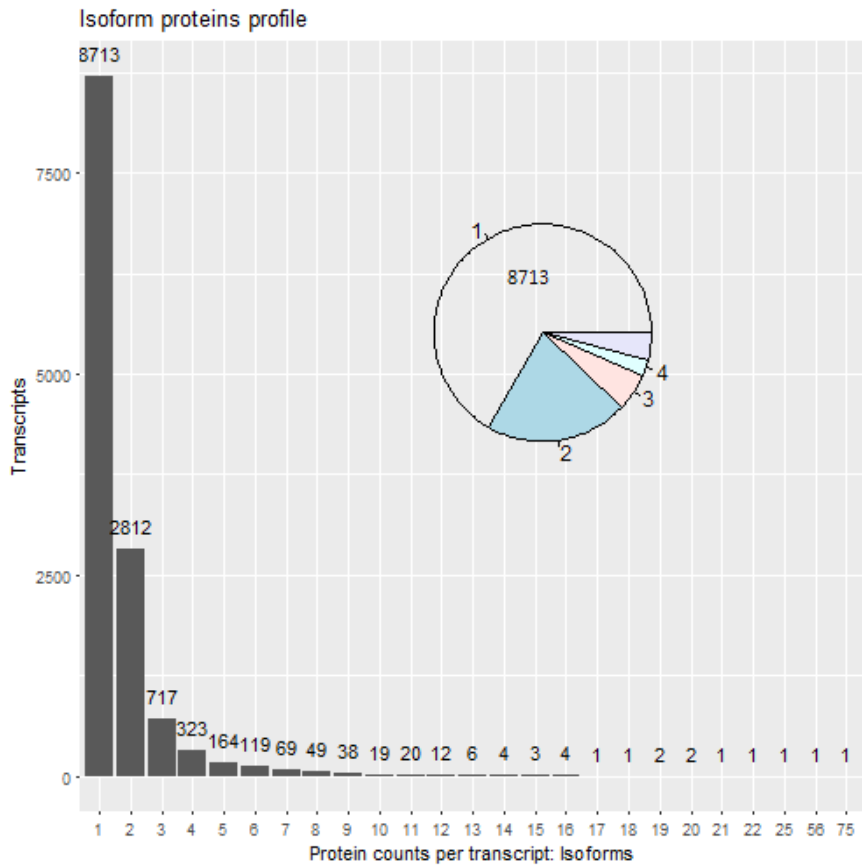 Isoform proteins profile
8713
7500
1
8713
5000
4
3
2
Transcripts
2812
2500
717
323
164 119 69 49 38 19 20 12 6 4 3 4 1 1 2 2 1 1 1 1 1
0
1 2 3 4 5 6 7 8 9 10 11 12 13 14 15 16 17 18 19 20 21 22 25 56 75
Protein counts per transcript: Isoforms